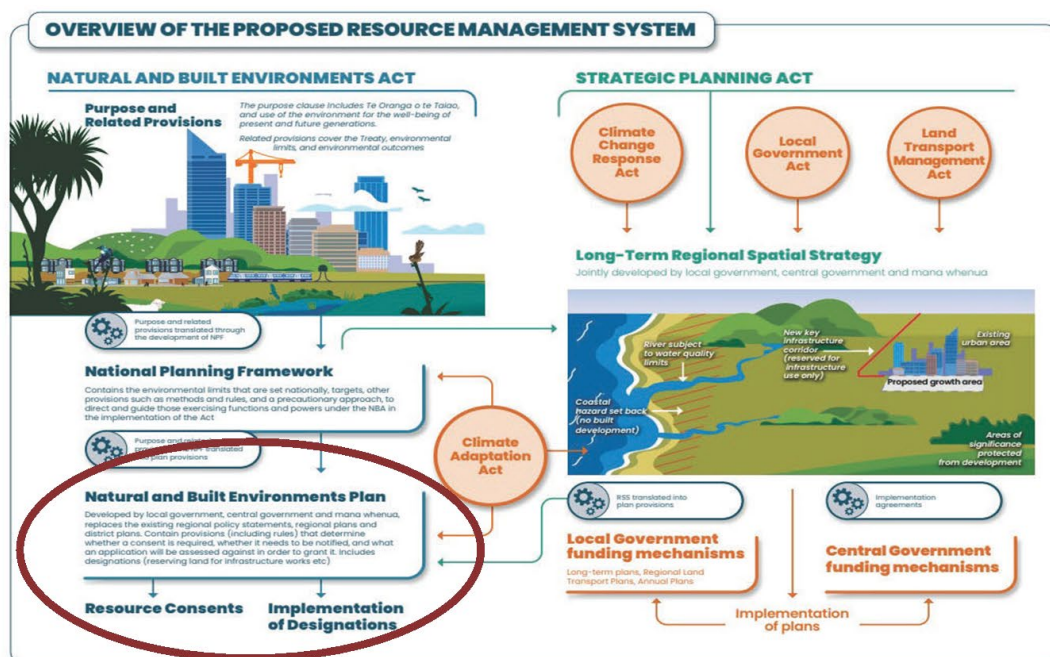 OVERVIEW OF THE PROPOSED RESOURCE MANAGEMENT SYSTEM
NATURAL AND BUILT ENVIRONMENTS ACT
Purpose and
Related Provisions
The purpose clause includes Te Oranga o te Taiao,
and use of the environment for the well-being of
present and future generations.
Related provisions cover the Treaty, environmental
limits, and environmental outcomes
Purpose and related
provisions translated through
the development of NPF
National Planning Framework
Contains the environmental limits that are set nationally, targets, other
provisions such as methods and rules, and a precautionary approach, to
direct and guide those exercising functions and powers under the NBA in
the implementation of the Act
Purpose and
NPF translated
plan provisions
Natural and Built Environments Plan
Developed by local government, central government and mana whenua,
replaces the existing regional policy statements, regional plans and
district plans. Contain provisions (including rules) that determine
whether a consent is required, whether it needs to be notified, and what
an application will be assessed against in order to grant it. Includes
designations (reserving land for infrastructure works etc)
Resource Consents
Implementation
of Designations
Climate
Adaptation
Act
STRATEGIC PLANNING ACT
Climate
Change
Response
Act
Local
Government
Act
Land
Transport
Management
Act
Long-Term Regional Spatial Strategy
Jointly developed by local government, central government and mana whenua
River subject
to water quality
limits
New key
infrastructure
corridor
(reserved for
infrastructure
use only)
Existing
urban area
Proposed growth area
Coastal
hazard set back
(no built
development)
Areas of
significance
protected
from development
RSS translated into
plan provisions
Implementation
agreements
Local Government
funding mechanisms
Long-term plans, Regional Land
Transport Plans, Annual Plans
Central Government
funding mechanisms
Implementation
of plans